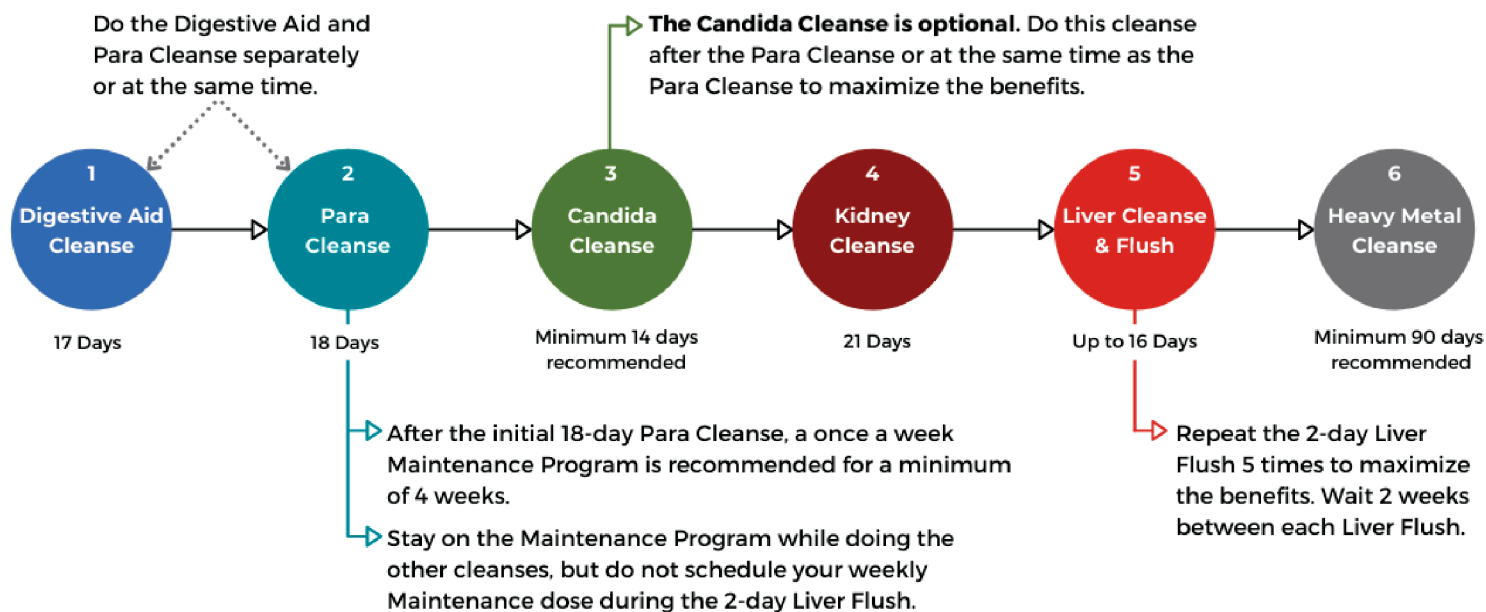 Do the Digestive Aid and
Para Cleanse separately
or at the same time.
The Candida Cleanse is optional. Do this cleanse
after the Para Cleanse or at the same time as the
Para Cleanse to maximize the benefits.
1
Digestive Aid
Cleanse
2
Para
Cleanse
3
Candida
Cleanse
4
Kidney
Cleanse
5
Liver Cleanse
& Flush
6
Heavy Metal
Cleanse
17 Days
18 Days
Minimum 14 days
recommended
21 Days
Up to 16 Days
Minimum 90 days
recommended
After the initial 18-day Para Cleanse, a once a week
Maintenance Program is recommended for a minimum
of 4 weeks.
Stay on the Maintenance Program while doing the
other cleanses, but do not schedule your weekly
Maintenance dose during the 2-day Liver Flush.
Repeat the 2-day Liver
Flush 5 times to maximize
the benefits. Wait 2 weeks
between each Liver Flush.